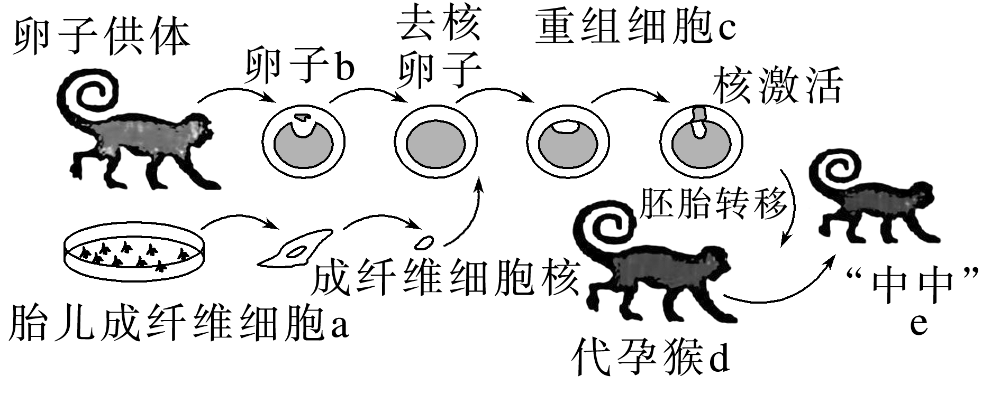 卵子供体
卵子b
去核
卵子
重组细胞c
核激活
胚胎转移
成纤维细胞核
胎儿成纤维细胞a
代孕猴d
“中中”
e